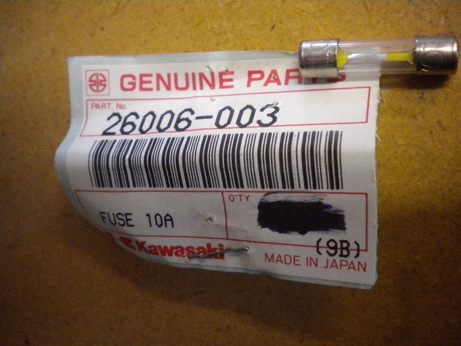 GENUINE PARTS
PART. No.
26006-003
Q'TY
FUSE 10A
(9B)
Kawasaki
MADE IN JAPAN